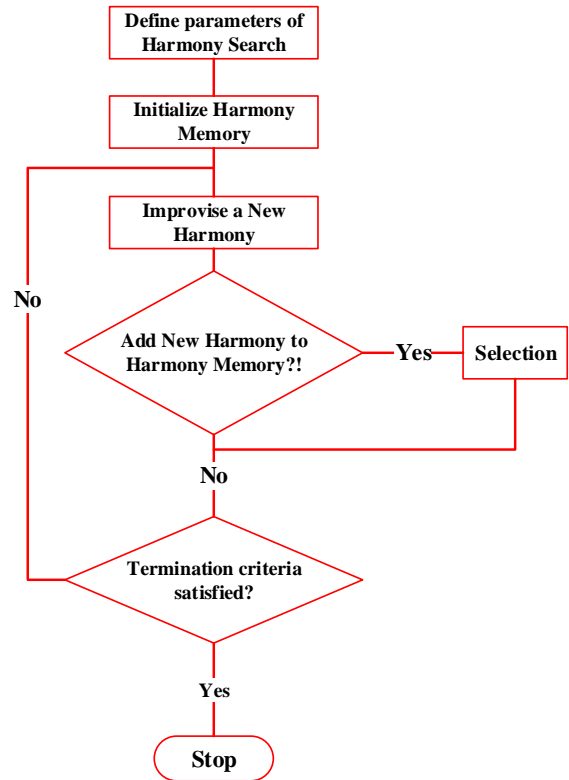 Define parameters of
Harmony Search
Initialize Harmony
Memory
Improvise a New
Harmony
No
Add New Harmony to
Harmony Memory?!
Yes
Selection
No
Termination criteria
satisfied?
Yes
Stop